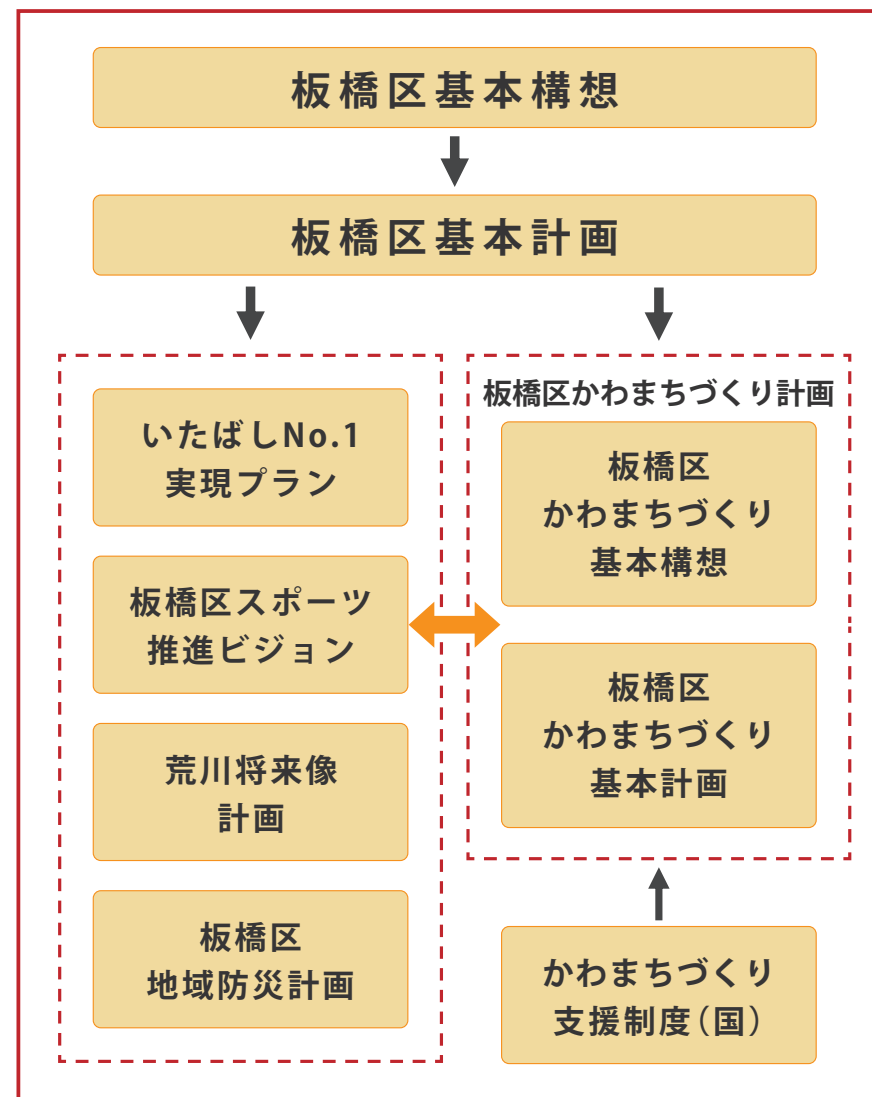 板橋区基本構想
板橋区基本計画
いたばしNo.1
実現プラン
板橋区スポーツ
推進ビジョン
荒川将来像
計画
板橋区
地域防災計画
板橋区かわまちづくり計画
板橋区
かわまちづくり
基本構想
板橋区
かわまちづくり
基本計画
かわまちづくり
支援制度（国）